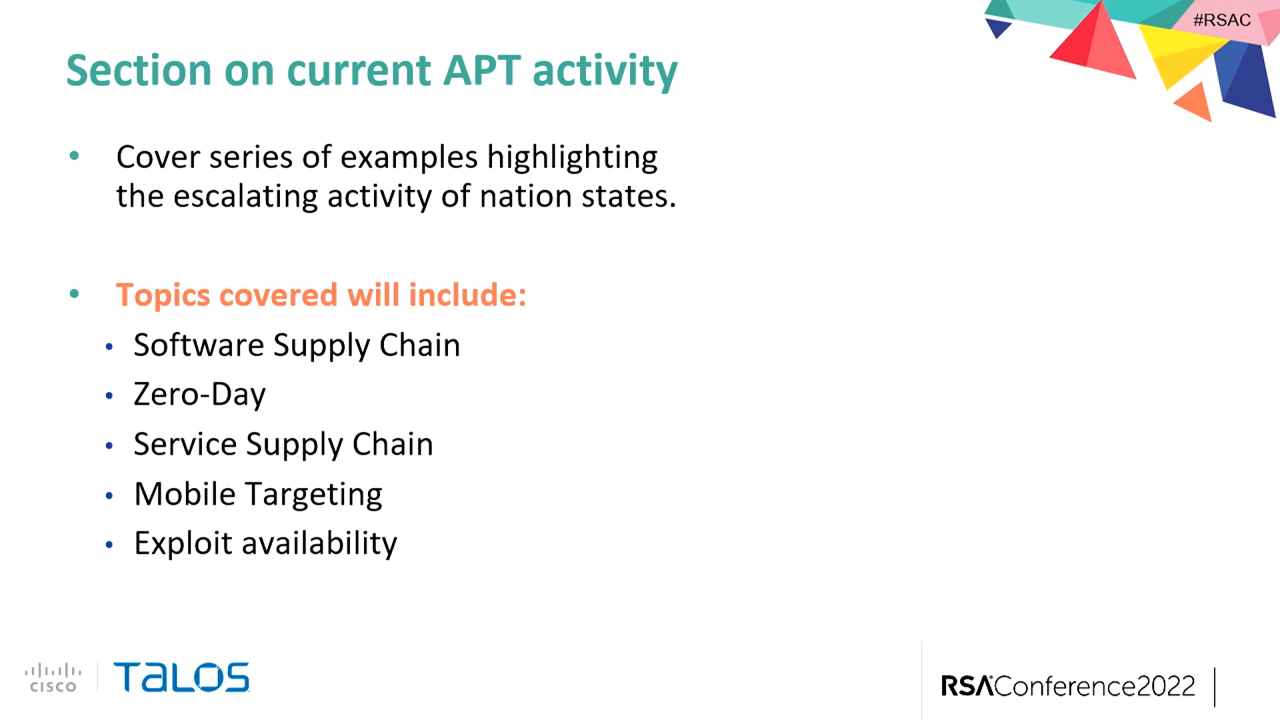 #RSAC
Section on current APT activity
• Cover series of examples highlighting
the escalating activity of nation states.
• Topics covered will include:
• Software Supply Chain
• Zero-Day
• Service Supply Chain
• Mobile Targeting
• Exploit availability
CISCO
TALOS
RSAConference2022